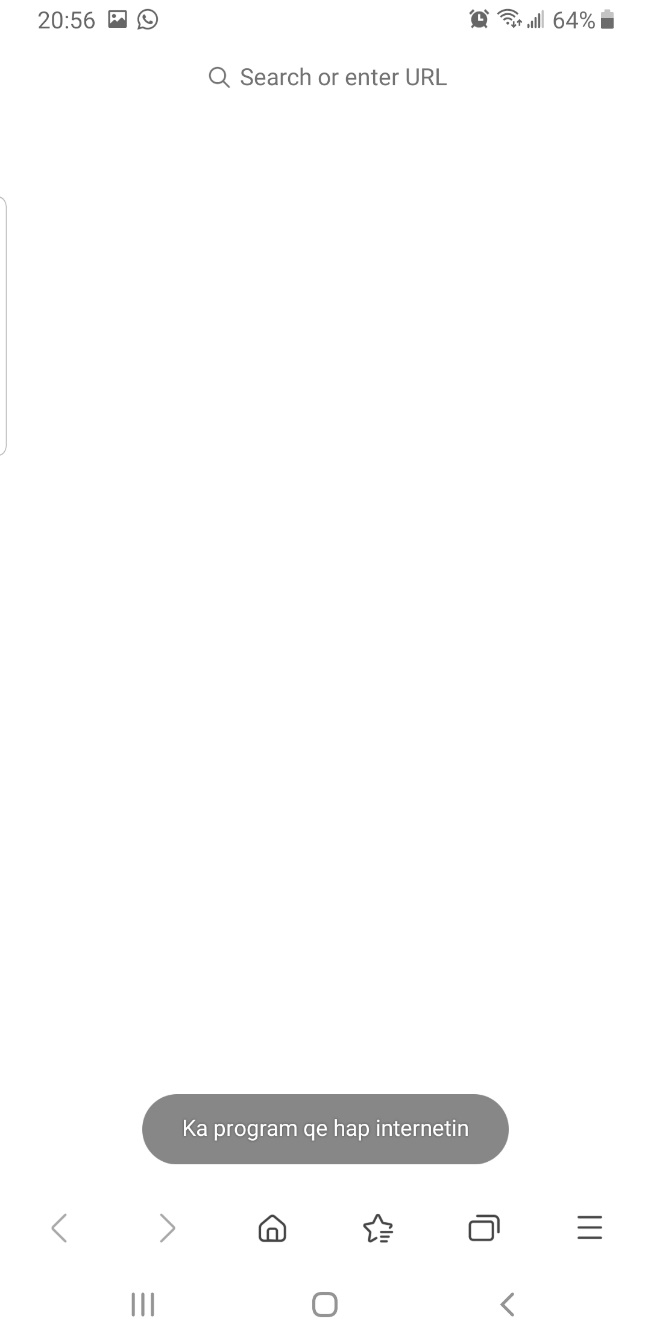 20:56 64%
Search or enter URL
Ka program qe hap internetin